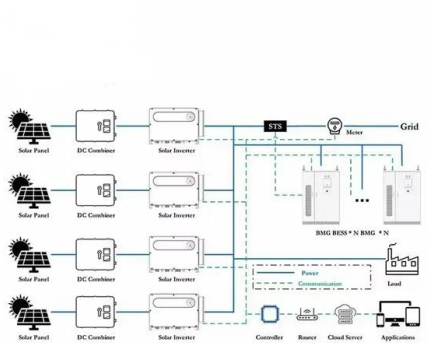 STS
Meter
Grid
Solar Panel DC Combiner Solar Inverter
Solar Panel DC Combiner Solar Inverter
BMG BESS * N BMG * N
Solar Panel DC Combiner Solar Inverter
Power
Communication
Load
Solar Panel DC Combiner Solar Inverter
Controller Router Cloud Server Applications